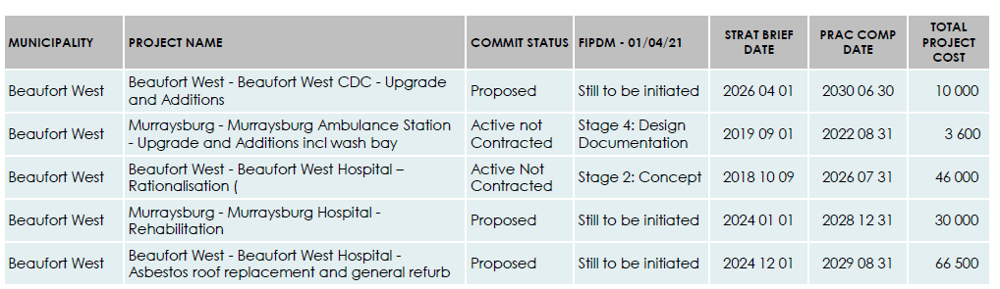 MUNICIPALITY PROJECT NAME COMMIT STATUS FIPDM - 01/04/21 STRAT BRIEF DATE PRAC COMP DATE TOTAL PROJECT COST
Beaufort West Beaufort West - Beaufort West CDC - Upgrade and Additions Proposed Still to be initiated 2026 04 01 2030 06 30 10 000
Beaufort West Murraysburg - Murraysburg Ambulance Station - Upgrade and Additions incl wash bay Active not Contracted Stage 4: Design Documentation 2019 09 01 2022 08 31 3 600
Beaufort West Beaufort West - Beaufort West Hospital – Rationalisation ( Active Not Contracted Stage 2: Concept 2018 10 09 2026 07 31 46 000
Beaufort West Murraysburg - Murraysburg Hospital - Rehabilitation Proposed Still to be initiated 2024 01 01 2028 12 31 30 000
Beaufort West Beaufort West - Beaufort West Hospital - Asbestos roof replacement and general refurb Proposed Still to be initiated 2024 12 01 2029 08 31 66 500